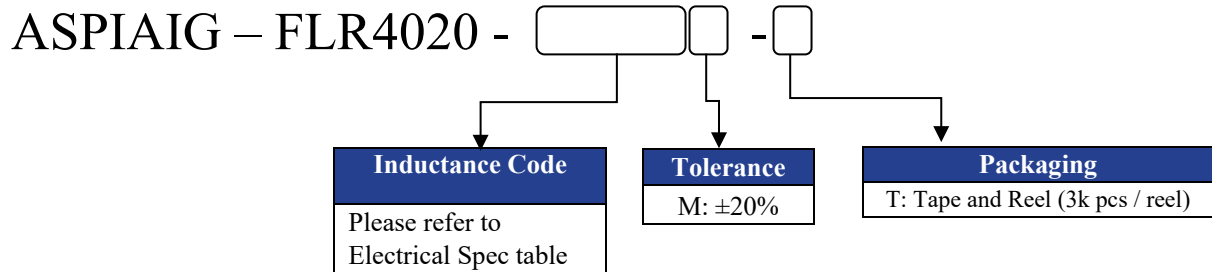 ASPIAIG – FLR4020 - -
Inductance Code
Please refer to
Electrical Spec table
Tolerance
M: ±20%
Packaging
T: Tape and Reel (3k pcs / reel)